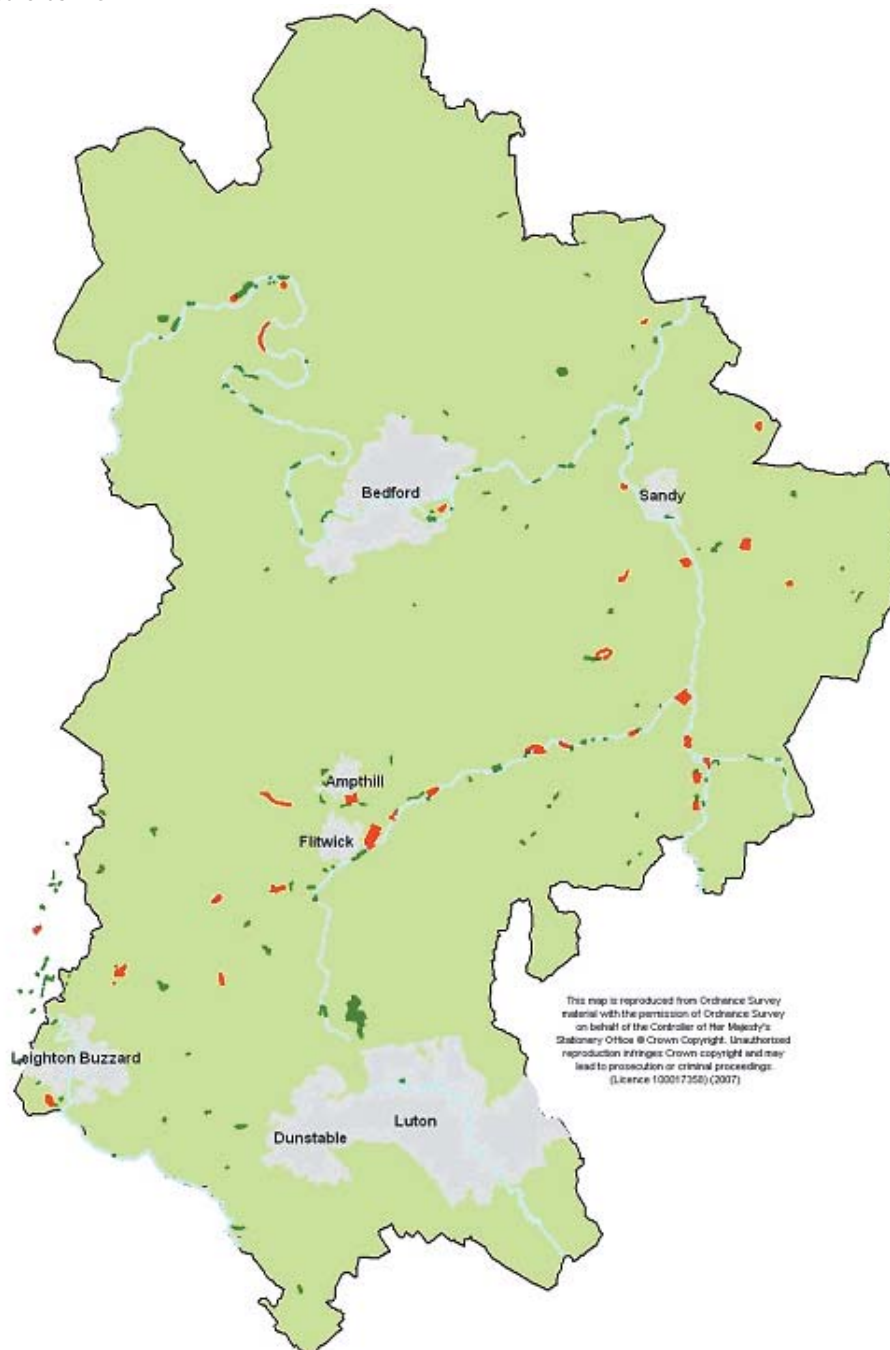 Bedford
Sandy
Ampthill
Flitwick
This map is reproduced from Ordnance Survey
material with the permission of Ordnance Survey
on behalf of the Controller of Her Majesty's
Stationery Office © Crown Copyright. Unauthorised
reproduction infringes Crown copyright and may
lead to prosecution or criminal proceedings.
(Licence 100017358) (2007)
Leighton Buzzard
Luton
Dunstable